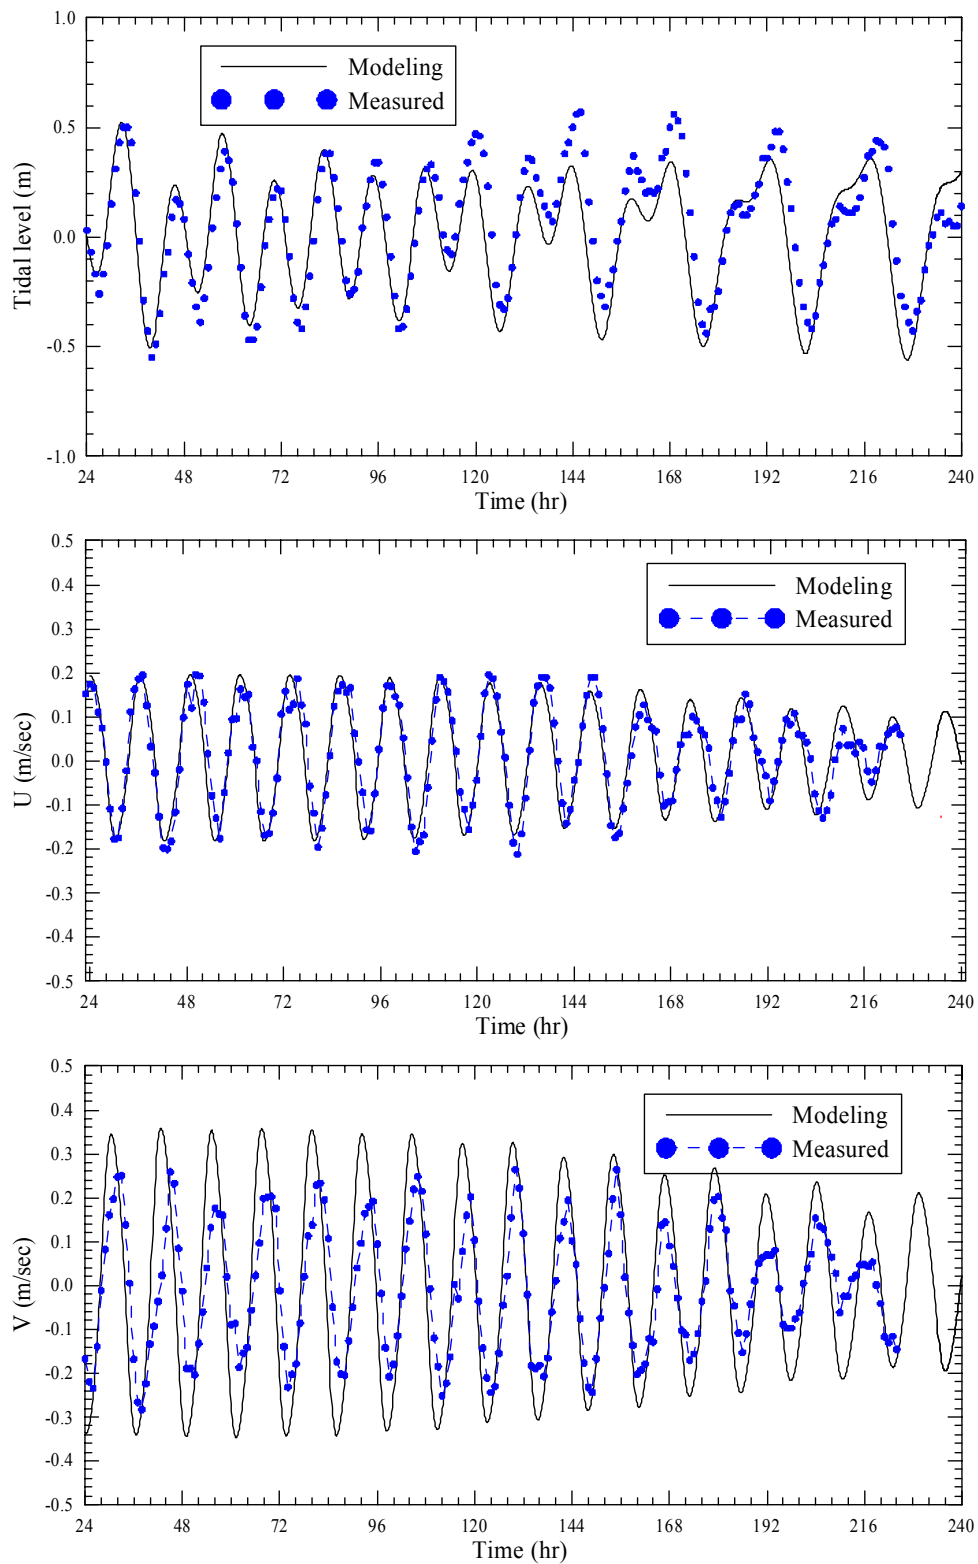 1.0
0.5
0.0
-0.5
-1.0
Tidal level (m)
Modeling
Measured
24 48 72 96 120 144 168 192 216 240
Time (hr)
0.5
0.4
0.3
0.2
0.1
0.0
-0.1
-0.2
-0.3
-0.4
-0.5
U (m/sec)
Modeling
Measured
24 48 72 96 120 144 168 192 216 240
Time (hr)
0.5
0.4
0.3
0.2
0.1
0.0
-0.1
-0.2
-0.3
-0.4
-0.5
V (m/sec)
Modeling
Measured
24 48 72 96 120 144 168 192 216 240
Time (hr)